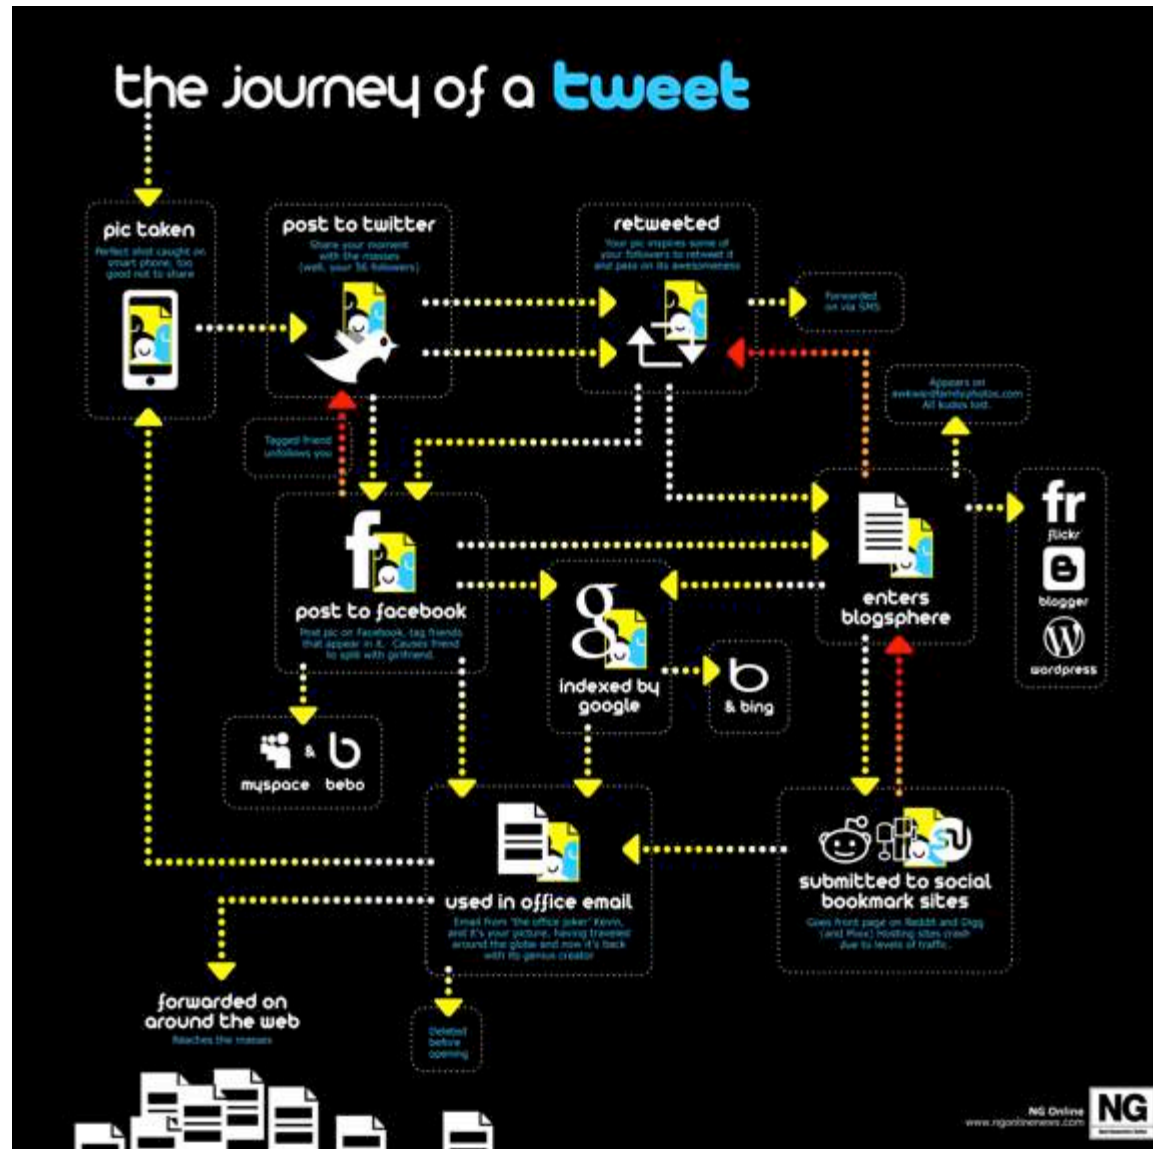 the journey of a tweet
pic taken
Perfect shot caught on
smart phone, too
good not to share
post to twitter
Share your moment
with the masses
(well, your 56 followers)
retweeted
Your pic inspires some of
your followers to retweet it
and pass on its awesomeness
Forwarded
on via SMS
Appears on
awkwardfamilyphotos.com
All kudos lost.
Tagged friend
unfollows you
f
post to facebook
Post pic on Facebook, tag friends
that appear in it. Causes friend
to split with girlfriend.
g
indexed by
google
b
& bing
enters
blogsphere
fr
flickr
B
blogger
W
wordpress
& b
myspace bebo
used in office email
Email from 'the office joker' Kevin,
and it's your picture, having traveled
around the globe and now it's back
with its genius creator
SU
submitted to social
bookmark sites
Goes front page on Reddit and Digg
(and Mixx) Hosting sites crash
due to levels of traffic.
forwarded on
around the web
Reaches the masses
Deleted
before
opening
NG Online
www.ngonlinenews.com
NG